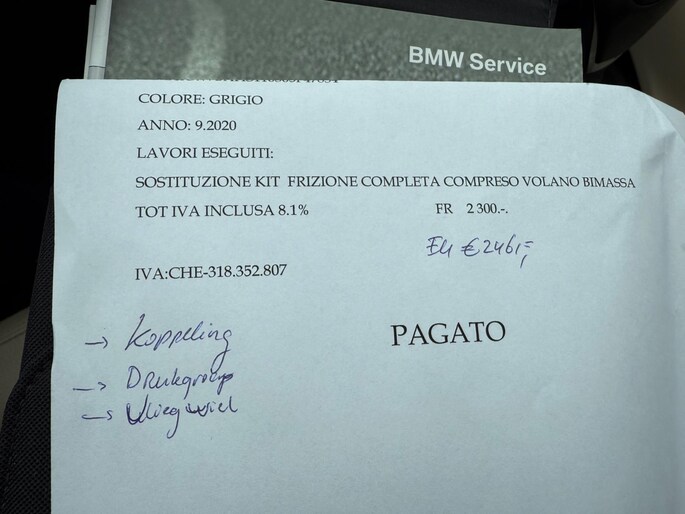 BMW Service
COLORE: GRIGIO
ANNO: 9.2020
LAVORI ESEGUITI:
SOSTITUZIONE KIT FRIZIONE COMPLETA COMPRESO VOLANO BIMASSA
TOT IVA INCLUSA 8.1% FR 2 300.-.
€ 2461,=
IVA:CHE-318.352.807
→ Koppeling
PAGATO
→ Drukgroep
→ Vliegwiel